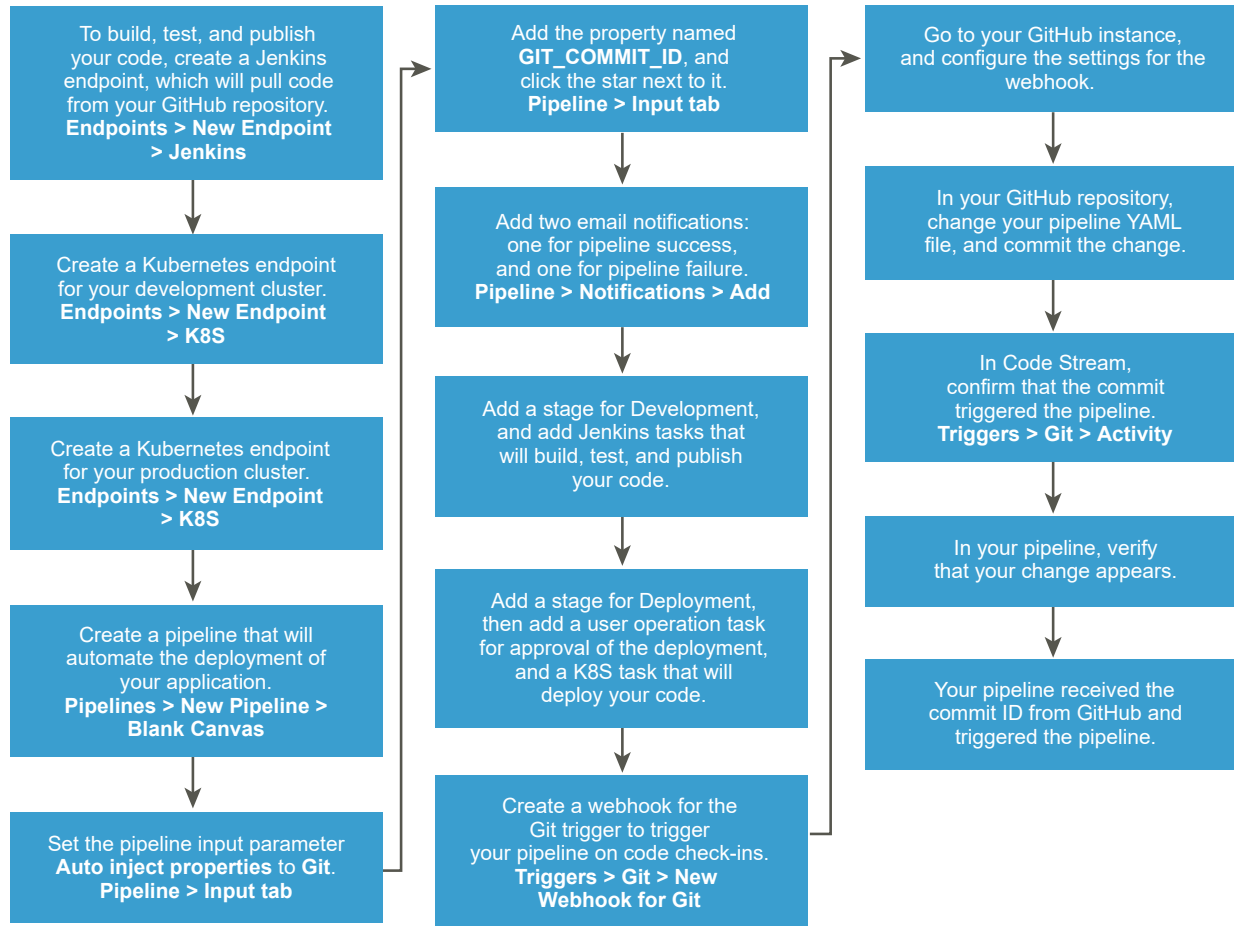 To build, test, and publish
your code, create a Jenkins
endpoint, which will pull code
from your GitHub repository.
Endpoints > New Endpoint
> Jenkins
Create a Kubernetes endpoint
for your development cluster.
Endpoints > New Endpoint
> K8S
Create a Kubernetes endpoint
for your production cluster.
Endpoints > New Endpoint
> K8S
Create a pipeline that will
automate the deployment of
your application.
Pipelines > New Pipeline >
Blank Canvas
Set the pipeline input parameter
Auto inject properties to Git.
Pipeline > Input tab
Add the property named
GIT_COMMIT_ID, and
click the star next to it.
Pipeline > Input tab
Add two email notifications:
one for pipeline success,
and one for pipeline failure.
Pipeline > Notifications > Add
Add a stage for Development,
and add Jenkins tasks that
will build, test, and publish
your code.
Add a stage for Deployment,
then add a user operation task
for approval of the deployment,
and a K8S task that will
deploy your code.
Create a webhook for the
Git trigger to trigger
your pipeline on code check-ins.
Triggers > Git > New
Webhook for Git
Go to your GitHub instance,
and configure the settings for the
webhook.
In your GitHub repository,
change your pipeline YAML
file, and commit the change.
In Code Stream,
confirm that the commit
triggered the pipeline.
Triggers > Git > Activity
In your pipeline, verify
that your change appears.
Your pipeline received the
commit ID from GitHub and
triggered the pipeline.